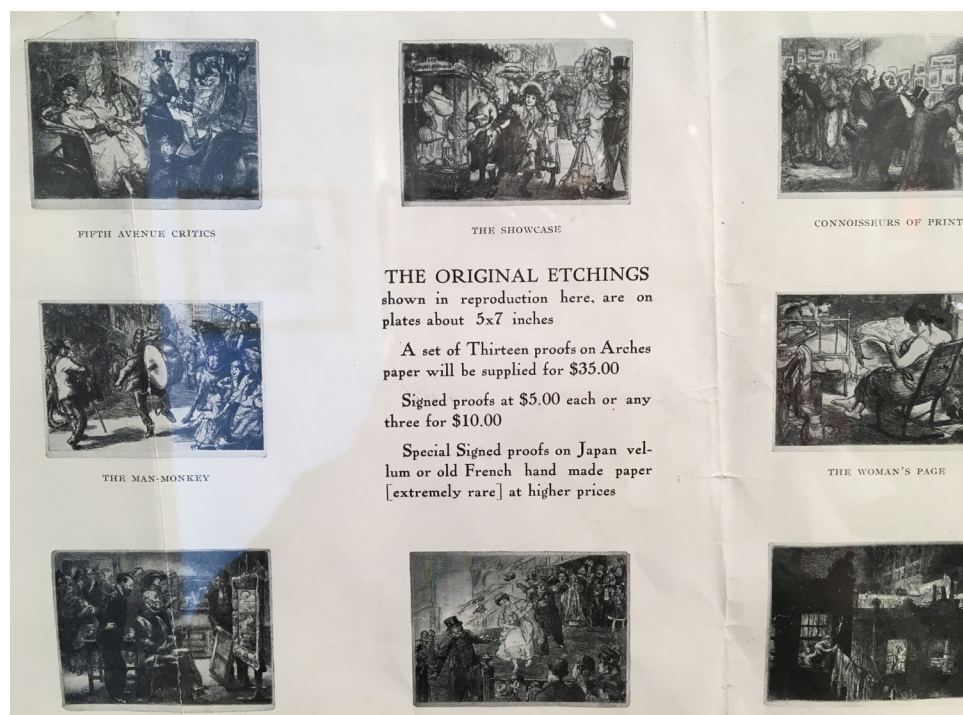 FIFTH AVENUE CRITICS
THE SHOWCASE
CONNOISSEURS OF PRINT
THE ORIGINAL ETCHINGS
shown in reproduction here, are on
plates about 5x7 inches
A set of Thirteen proofs on Arches
paper will be supplied for $35.00
Signed proofs at $5.00 each or any
three for $10.00
Special Signed proofs on Japan vel-
lum or old French hand made paper
[extremely rare] at higher prices
THE MAN-MONKEY
THE WOMAN'S PAGE